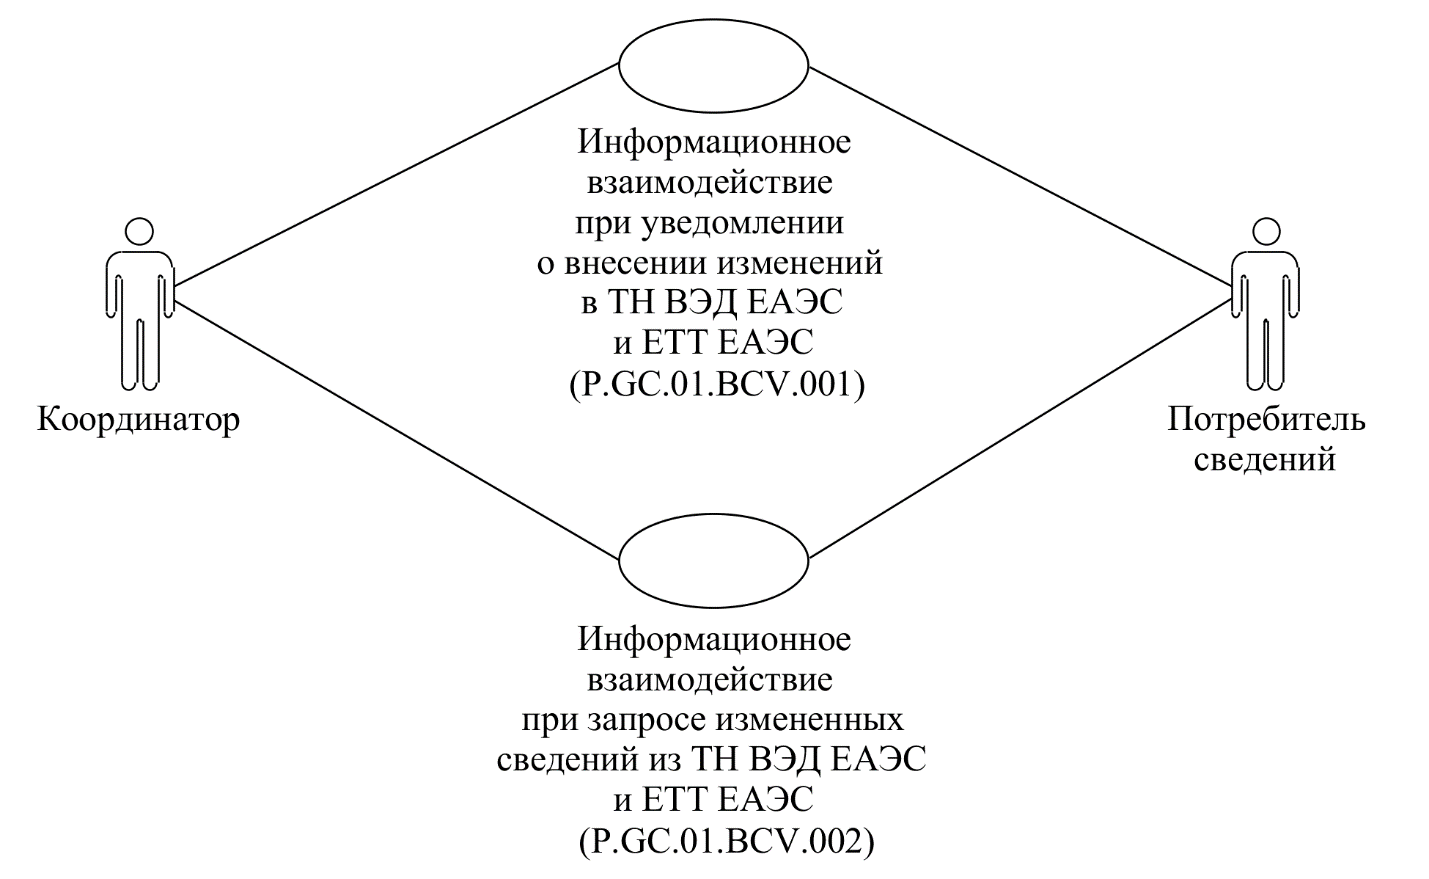 Информационное
взаимодействие
при уведомлении
о внесении изменений
в ТН ВЭД ЕАЭС
и ЕТТ ЕАЭС
(P.GC.01.BCV.001)
Координатор
Потребитель
сведений
Информационное
взаимодействие
при запросе измененных
сведений из ТН ВЭД ЕАЭС
и ЕТТ ЕАЭС
(P.GC.01.BCV.002)